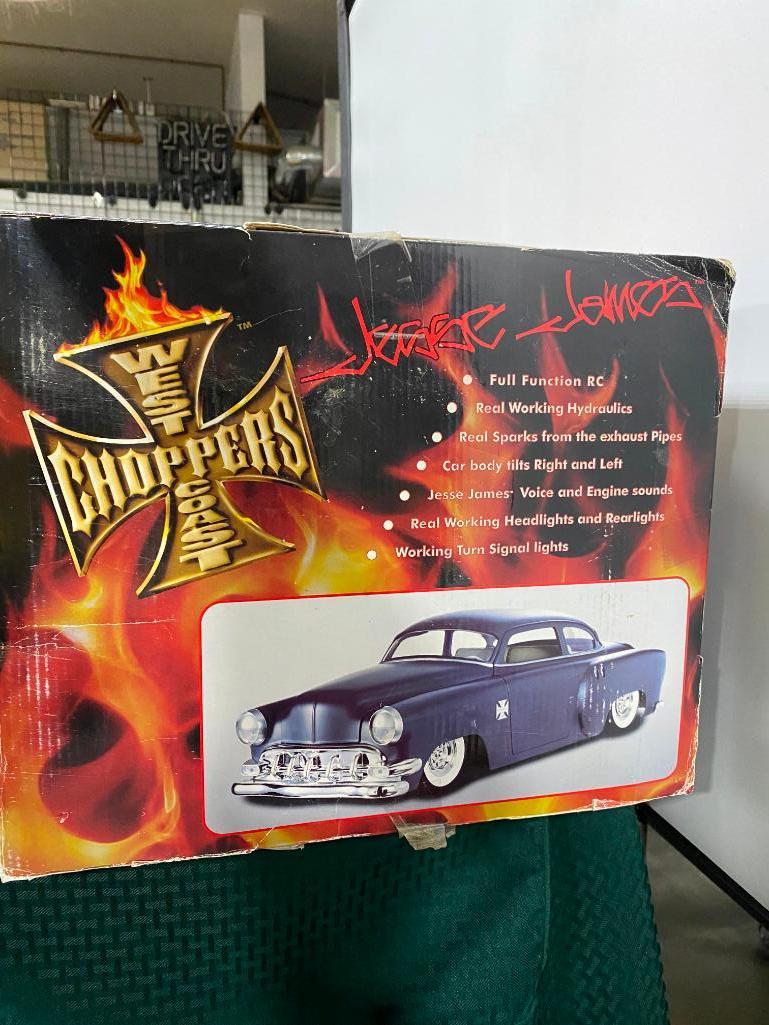 DRIVE
THRU
WEST
CHOPPERS
COAST
TM
Jesse James™
Full Function RC
Real Working Hydraulics
Real Sparks from the exhaust Pipes
Car body tilts Right and Left
Jesse James™ Voice and Engine sounds
Real Working Headlights and Rearlights
Working Turn Signal lights